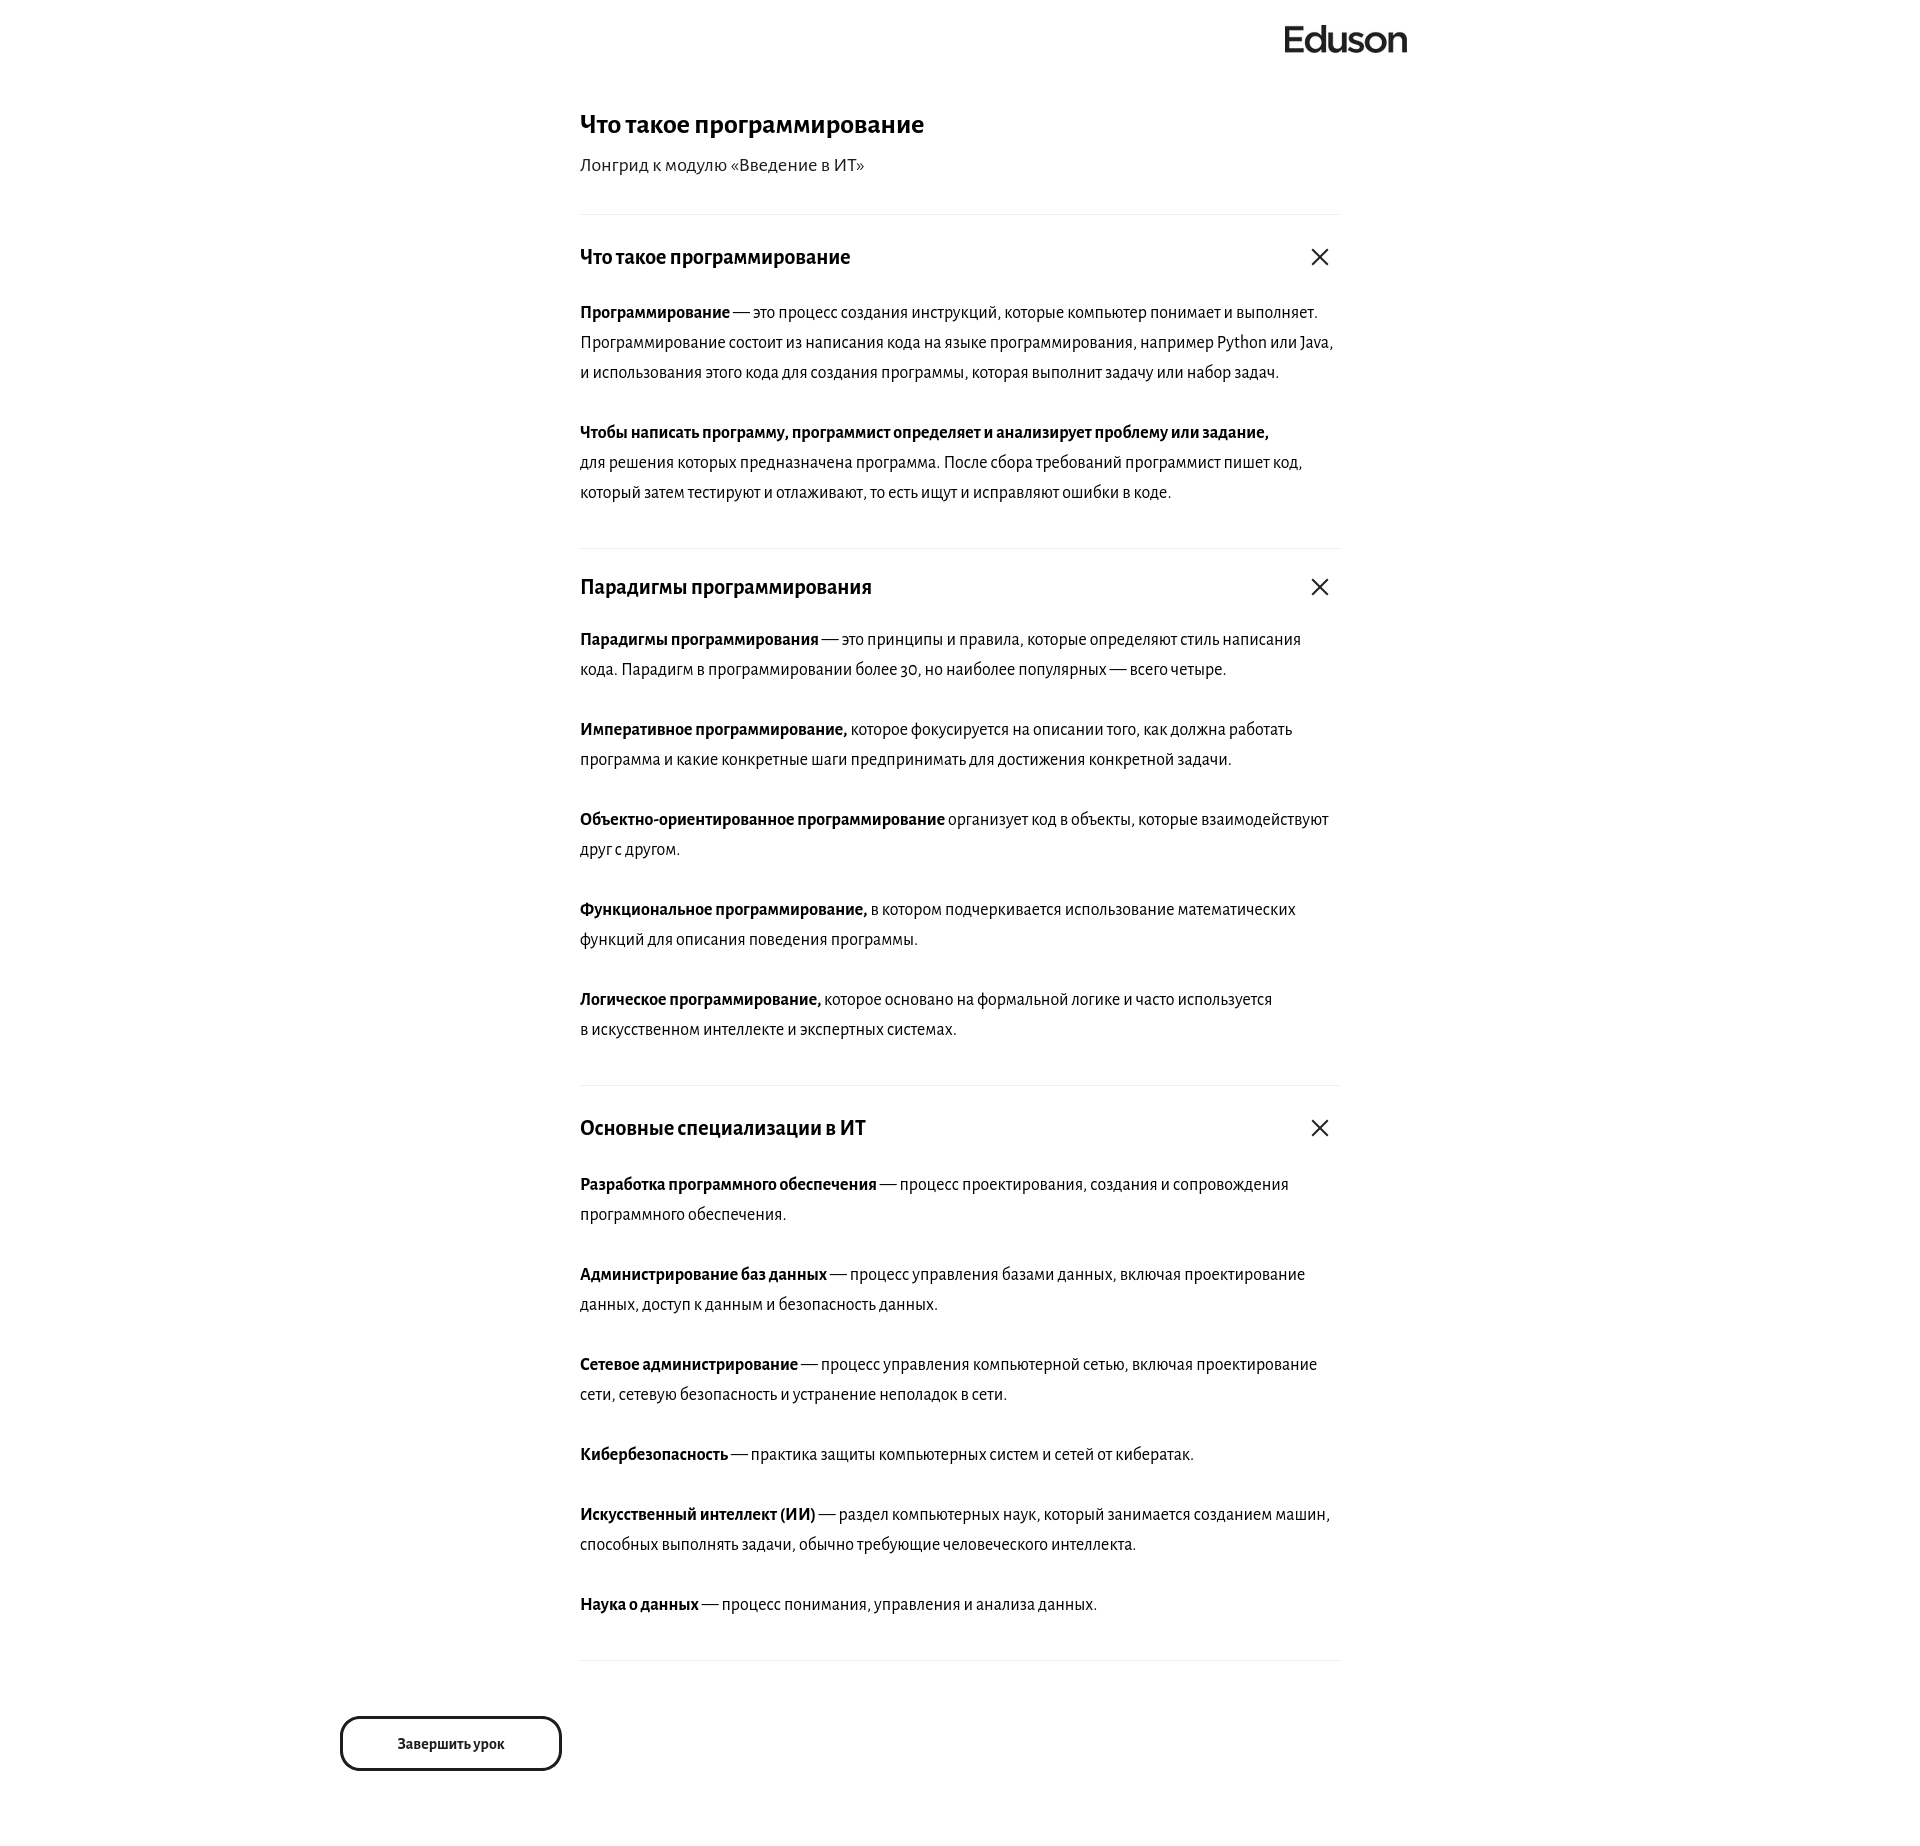 Eduson
Что такое программирование
Лонгрид к модулю «Введение в ИТ»
Что такое программирование
Программирование — это процесс создания инструкций, которые компьютер понимает и выполняет.
Программирование состоит из написания кода на языке программирования, например Python или Java,
и использования этого кода для создания программы, которая выполнит задачу или набор задач.
Чтобы написать программу, программист определяет и анализирует проблему или задание,
для решения которых предназначена программа. После сбора требований программист пишет код,
который затем тестируют и отлаживают, то есть ищут и исправляют ошибки в коде.
Парадигмы программирования
Парадигмы программирования — это принципы и правила, которые определяют стиль написания
кода. Парадигм в программировании более 30, но наиболее популярных — всего четыре.
Императивное программирование, которое фокусируется на описании того, как должна работать
программа и какие конкретные шаги предпринимать для достижения конкретной задачи.
Объектно-ориентированное программирование организует код в объекты, которые взаимодействуют
друг с другом.
Функциональное программирование, в котором подчеркивается использование математических
функций для описания поведения программы.
Логическое программирование, которое основано на формальной логике и часто используется
в искусственном интеллекте и экспертных системах.
Основные специализации в ИТ
Разработка программного обеспечения — процесс проектирования, создания и сопровождения
программного обеспечения.
Администрирование баз данных — процесс управления базами данных, включая проектирование
данных, доступ к данным и безопасность данных.
Сетевое администрирование — процесс управления компьютерной сетью, включая проектирование
сети, сетевую безопасность и устранение неполадок в сети.
Кибербезопасность — практика защиты компьютерных систем и сетей от кибератак.
Искусственный интеллект (ИИ) — раздел компьютерных наук, который занимается созданием машин,
способных выполнять задачи, обычно требующие человеческого интеллекта.
Наука о данных — процесс понимания, управления и анализа данных.
Завершить урок